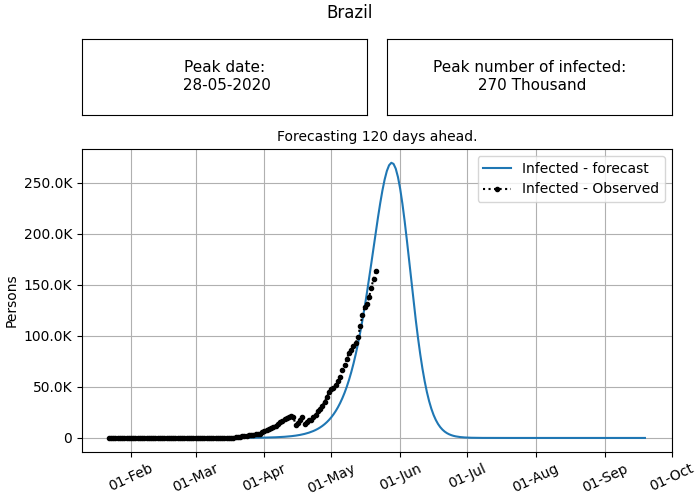 Brazil
Peak date:
28-05-2020
Peak number of infected:
270 Thousand
Forecasting 120 days ahead.
Infected - forecast
Infected - Observed
250.0K
200.0K
150.0K
100.0K
50.0K
0
Persons
01-Feb
01-Mar
01-Apr
01-May
01-Jun
01-Jul
01-Aug
01-Sep
01-Oct